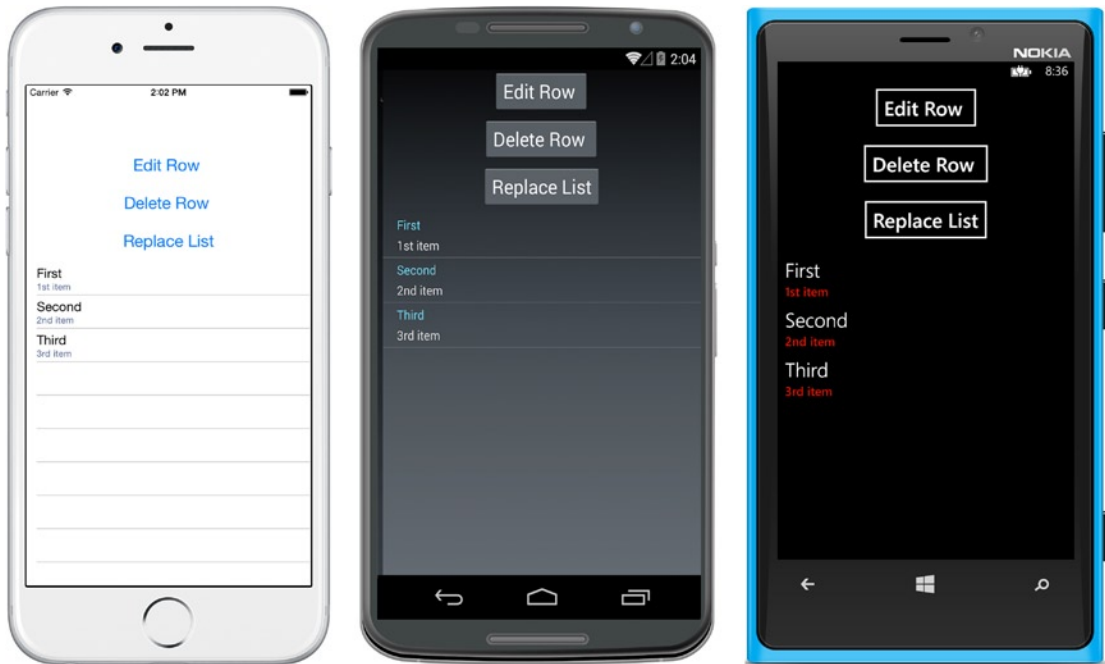 Carrier
2:02 PM
Edit Row
Delete Row
Replace List
First
1st item
Second
2nd item
Third
3rd item
2:04
Edit Row
Delete Row
Replace List
First
1st item
Second
2nd item
Third
3rd item
NOKIA
8:36
Edit Row
Delete Row
Replace List
First
1st item
Second
2nd item
Third
3rd item